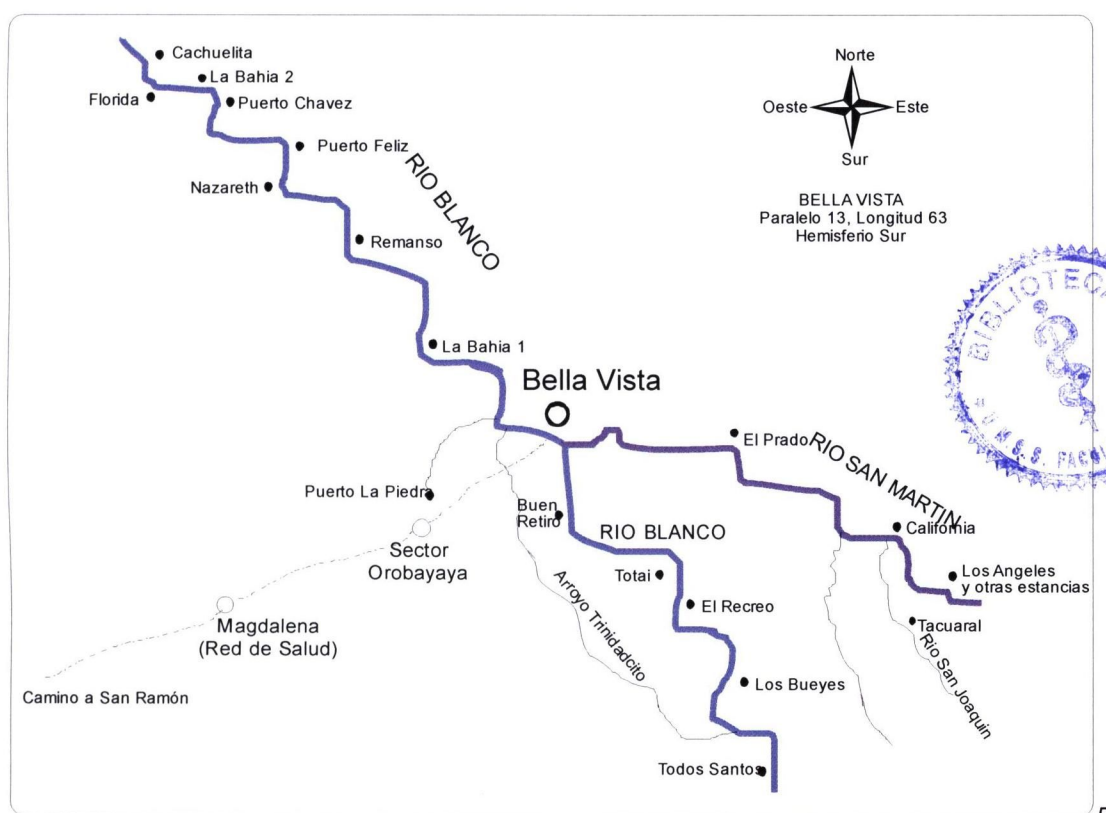 Cachuelita
La Bahia 2
Florida
Puerto Chavez
Puerto Feliz
Nazareth
RIO BLANCO
Remanso
La Bahia 1
Norte
Oeste
Este
Sur
BELLA VISTA
Paralelo 13, Longitud 63
Hemisferio Sur
BIBLIOTECA
U.M.S.S.
Bella Vista
El Prado
RIO SAN MARTIN
Puerto La Piedra
Buen
Retiro
RIO BLANCO
California
Sector
Orobayaya
Totai
Los Angeles
y otras estancias
Arroyo Trinidadcito
El Recreo
Magdalena
(Red de Salud)
Tacuaral
Rio San Joaquin
Los Bueyes
Camino a San Ramón
Todos Santos